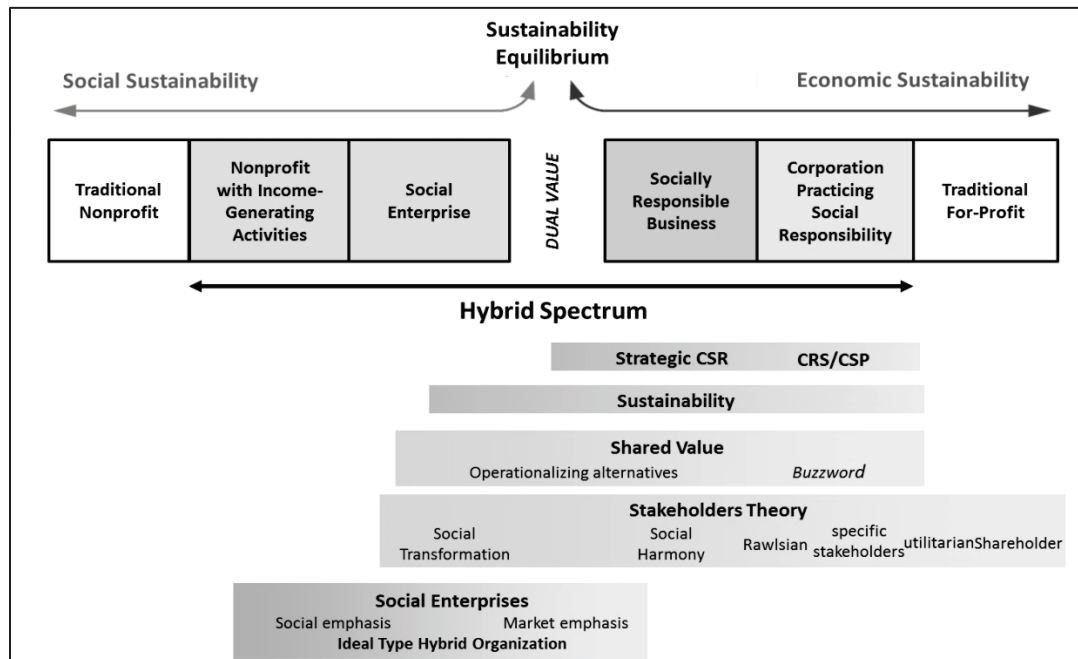 Sustainability
Equilibrium
Social Sustainability
Economic Sustainability
Traditional
Nonprofit
Nonprofit
with Income-
Generating
Activities
Social
Enterprise
DUAL VALUE
Socially
Responsible
Business
Corporation
Practicing
Social
Responsibility
Traditional
For-Profit
Hybrid Spectrum
Strategic CSR
CRS/CSP
Sustainability
Shared Value
Operationalizing alternatives
Buzzword
Stakeholders Theory
Social
Transformation
Social
Harmony
Rawlsian
specific
stakeholders
utilitarian
Shareholder
Social Enterprises
Social emphasis
Market emphasis
Ideal Type Hybrid Organization